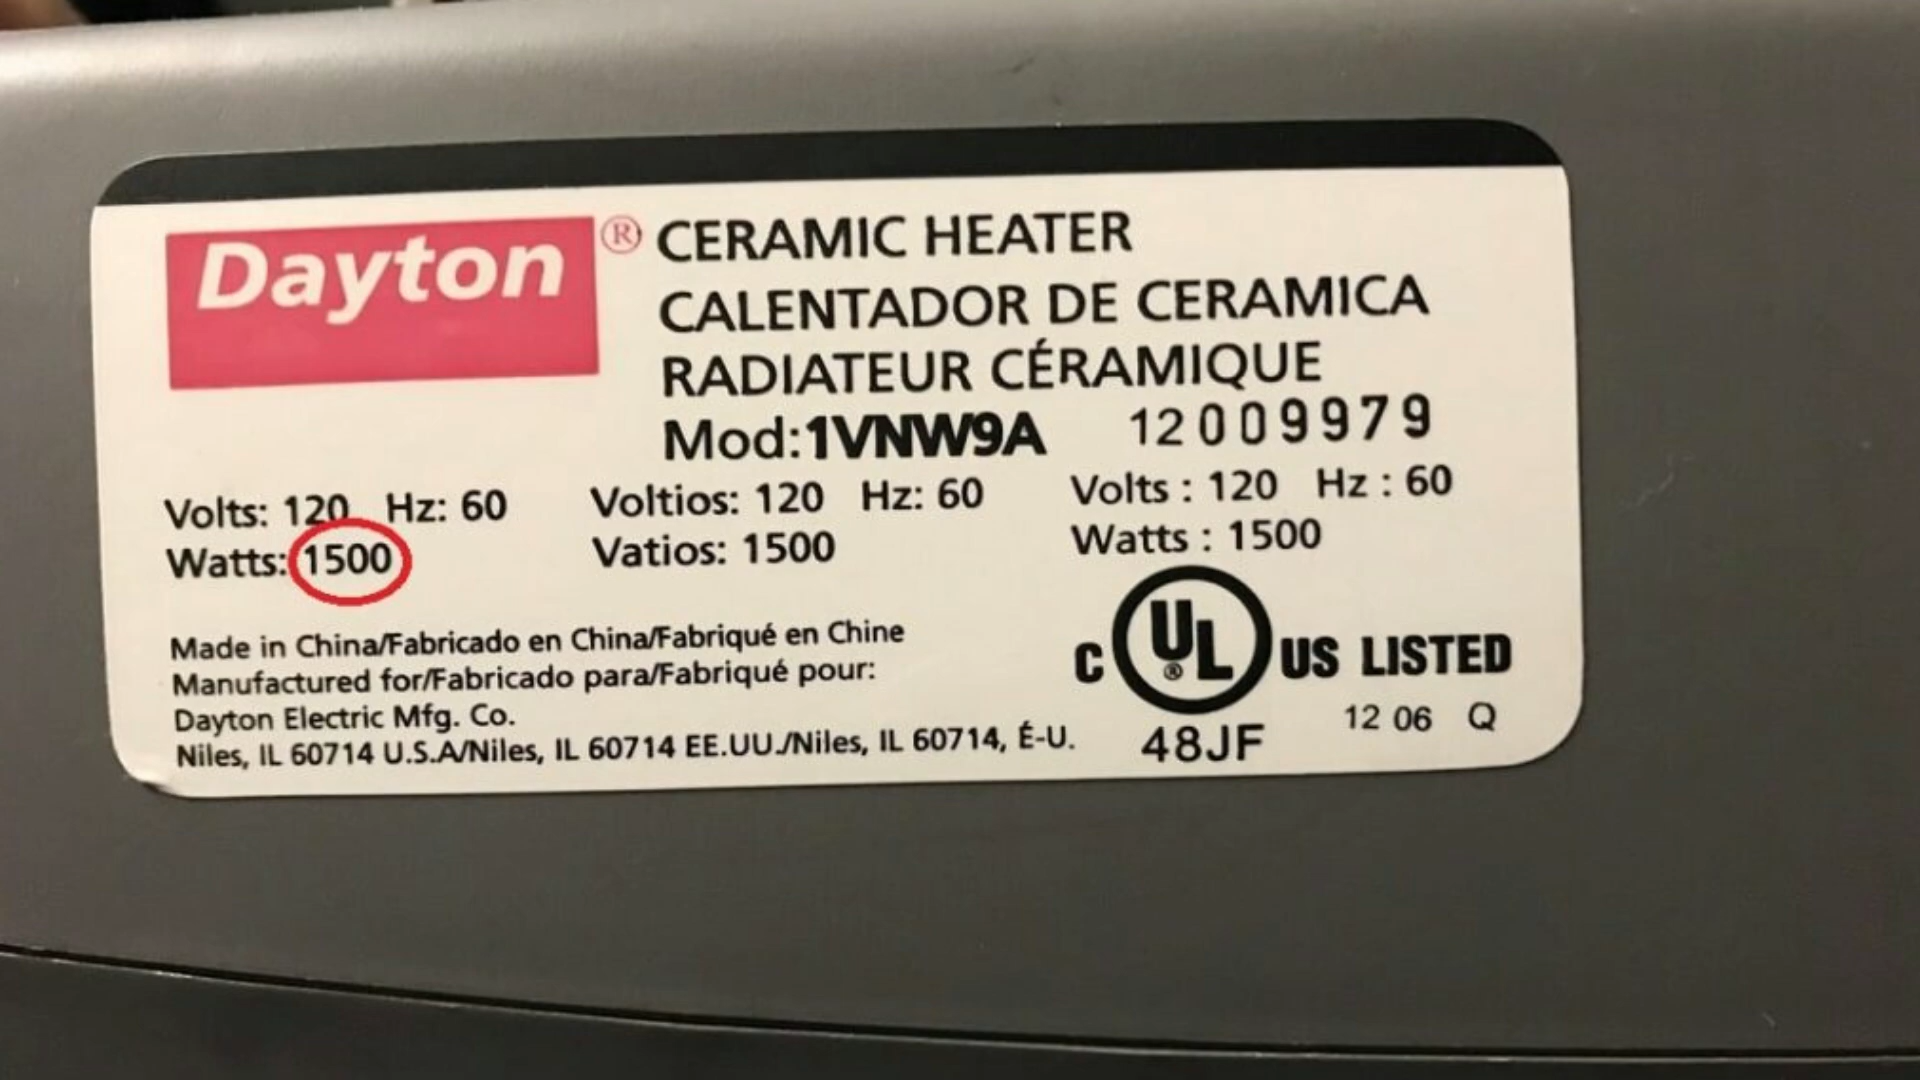 Dayton® CERAMIC HEATER
CALENTADOR DE CERAMICA
RADIATEUR CÉRAMIQUE
Mod:1VNW9A 12009979
Volts: 120 Hz: 60 Voltios: 120 Hz: 60 Volts : 120 Hz : 60
Watts: 1500 Vatios: 1500 Watts : 1500
Made in China/Fabricado en China/Fabriqué en Chine
Manufactured for/Fabricado para/Fabriqué pour:
Dayton Electric Mfg. Co.
Niles, IL 60714 U.S.A/Niles, IL 60714 EE.UU./Niles, IL 60714, É-U.
C UL® US LISTED
48JF 12 06 Q